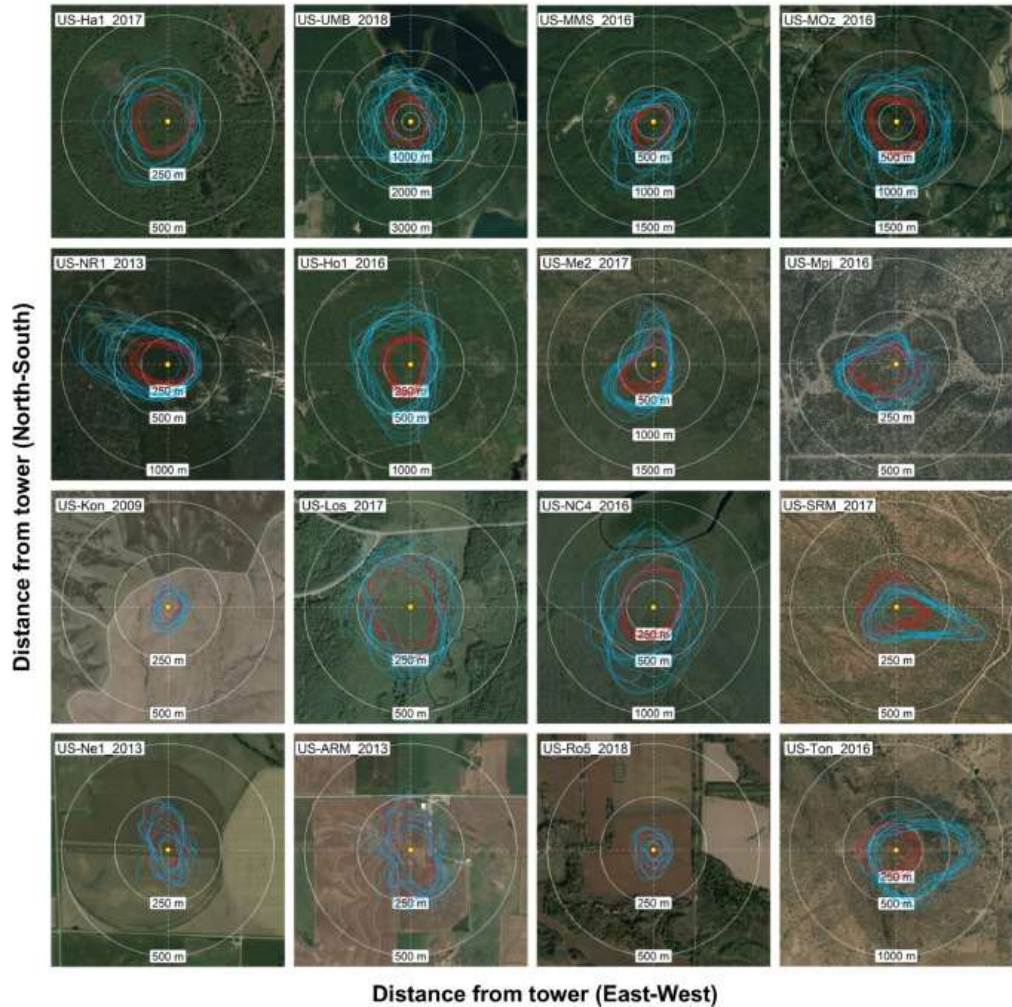 US-Ha1_2017
250 m
500 m
US-UMB_2018
1000 m
2000 m
3000 m
US-MMS_2016
500 m
1000 m
1500 m
US-MOz_2016
500 m
1000 m
1500 m
US-NR1_2013
250 m
500 m
1000 m
US-Ho1_2016
250 m
500 m
1000 m
US-Me2_2017
500 m
1000 m
1500 m
US-Mpj_2016
250 m
500 m
US-Kon_2009
250 m
500 m
US-Los_2017
250 m
500 m
US-NC4_2016
250 m
500 m
1000 m
US-SRM_2017
250 m
500 m
US-Ne1_2013
250 m
500 m
US-ARM_2013
250 m
500 m
US-Ro5_2018
250 m
500 m
US-Ton_2016
250 m
500 m
1000 m
Distance from tower (North-South)
Distance from tower (East-West)